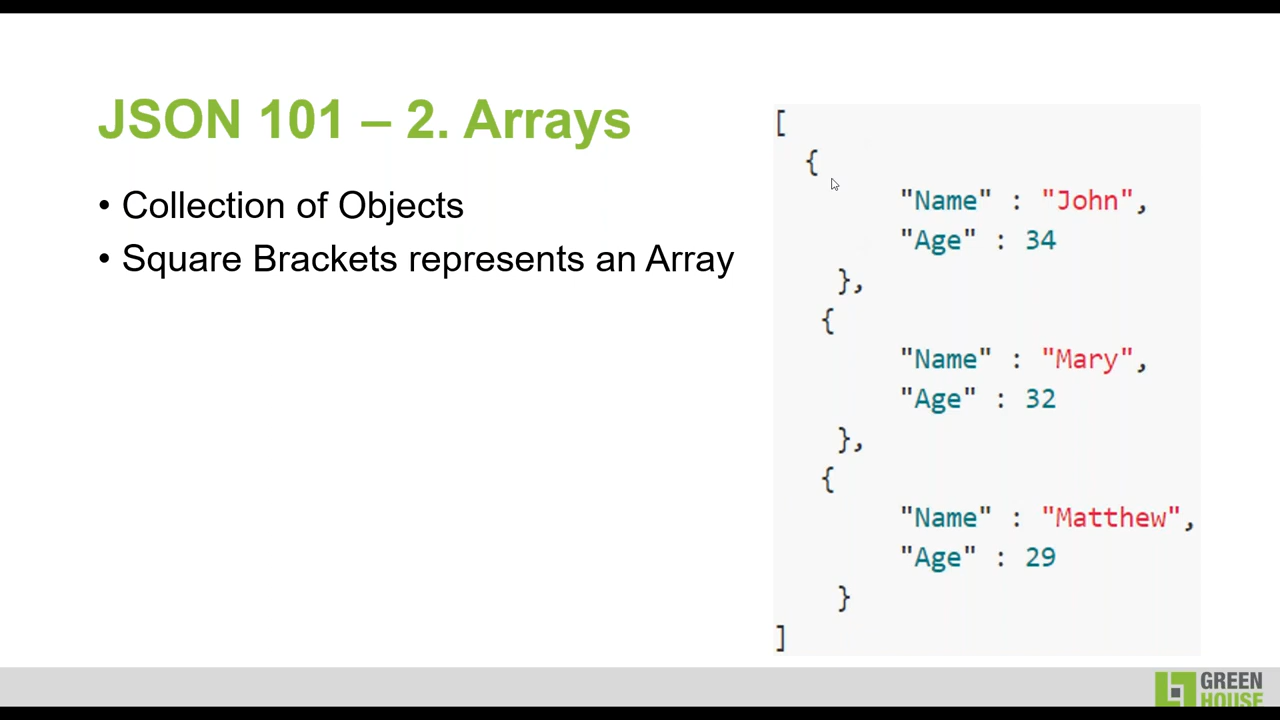 JSON 101 – 2. Arrays
• Collection of Objects
• Square Brackets represents an Array
[
{
"Name" : "John",
"Age" : 34
},
{
"Name" : "Mary",
"Age" : 32
},
{
"Name" : "Matthew",
"Age" : 29
}
]
GREEN
HOUSE